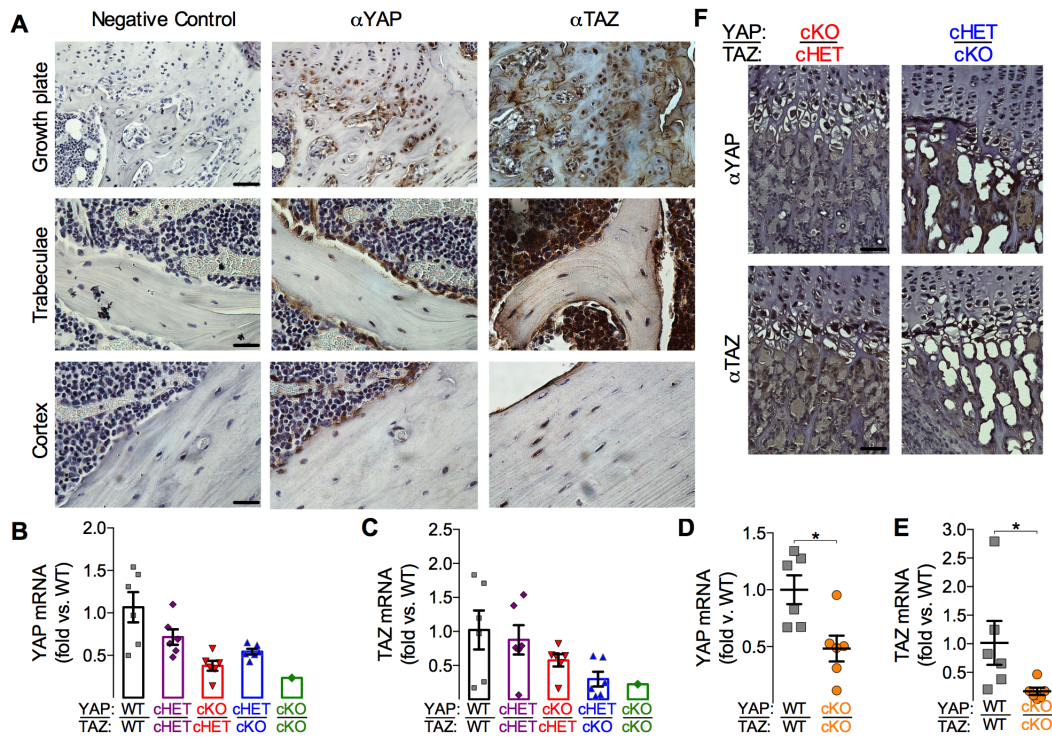 A
Negative Control
αYAP
αTAZ
Growth plate
Trabeculae
Cortex
F
YAP: cKO cHET
TAZ: cHET cKO
αYAP
αTAZ
B
YAP mRNA
(fold vs. WT)
2.0
1.5
1.0
0.5
YAP: WT cHET cKO cHET cKO
TAZ: WT cHET cHET cKO cKO
C
TAZ mRNA
(fold vs. WT)
2.5
2.0
1.5
1.0
0.5
YAP: WT cHET cKO cHET cKO
TAZ: WT cHET cHET cKO cKO
D
YAP mRNA
(fold v. WT)
1.5
1.0
0.5
*
YAP: WT cKO
TAZ: WT cKO
E
TAZ mRNA
(fold vs. WT)
3.0
2.5
2.0
1.5
1.0
0.5
0.0
*
YAP: WT cKO
TAZ: WT cKO